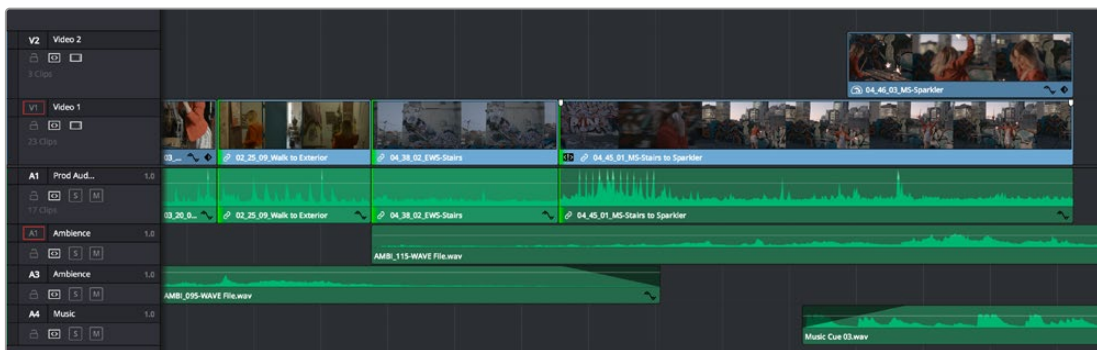 V2 Video 2
3 Clips
04_46_03_MS-Sparkler
V1 Video 1
23 Clips
03_...
02_25_09_Walk to Exterior
04_38_02_EWS-Stairs
04_45_01_MS-Stairs to Sparkler
A1 Prod Aud... 1.0
S M
17 Clips
03_20_0...
02_25_09_Walk to Exterior
04_38_02_EWS-Stairs
04_45_01_MS-Stairs to Sparkler
A1 Ambience 1.0
S M
AMBI_115-WAVE File.wav
A3 Ambience 1.0
S M
AMBI_095-WAVE File.wav
A4 Music 1.0
S M
Music Cue 03.wav